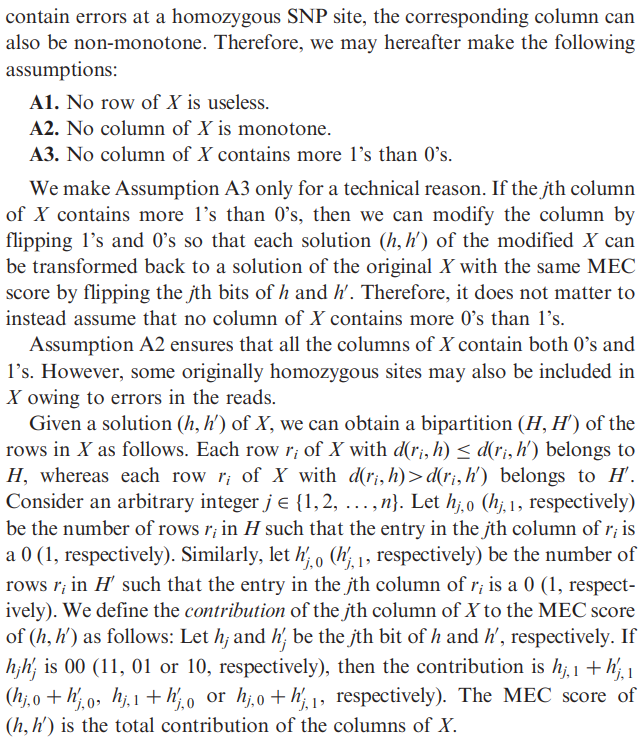 contain errors at a homozygous SNP site, the corresponding column can
also be non-monotone. Therefore, we may hereafter make the following
assumptions:
A1. No row of X is useless.
A2. No column of X is monotone.
A3. No column of X contains more 1’s than 0’s.
We make Assumption A3 only for a technical reason. If the jth column
of X contains more 1’s than 0’s, then we can modify the column by
flipping 1’s and 0’s so that each solution (h, h′) of the modified X can
be transformed back to a solution of the original X with the same MEC
score by flipping the jth bits of h and h′. Therefore, it does not matter to
instead assume that no column of X contains more 0’s than 1’s.
Assumption A2 ensures that all the columns of X contain both 0’s and
1’s. However, some originally homozygous sites may also be included in
X owing to errors in the reads.
Given a solution (h, h′) of X, we can obtain a bipartition (H, H′) of the
rows in X as follows. Each row r_i of X with d(r_i, h) ≤ d(r_i, h′) belongs to
H, whereas each row r_i of X with d(r_i, h) > d(r_i, h′) belongs to H′.
Consider an arbitrary integer j ∈ {1, 2, …, n}. Let h_{j,0} (h_{j,1}, respectively)
be the number of rows r_i in H such that the entry in the jth column of r_i is
a 0 (1, respectively). Similarly, let h′_{j,0} (h′_{j,1}, respectively) be the number of
rows r_i in H′ such that the entry in the jth column of r_i is a 0 (1, respect-
ively). We define the contribution of the jth column of X to the MEC score
of (h, h′) as follows: Let h_j and h′_j be the jth bit of h and h′, respectively. If
h_jh′_j is 00 (11, 01 or 10, respectively), then the contribution is h_{j,1} + h′_{j,1}
(h_{j,0} + h′_{j,0}, h_{j,1} + h′_{j,0} or h_{j,0} + h′_{j,1}, respectively). The MEC score of
(h, h′) is the total contribution of the columns of X.